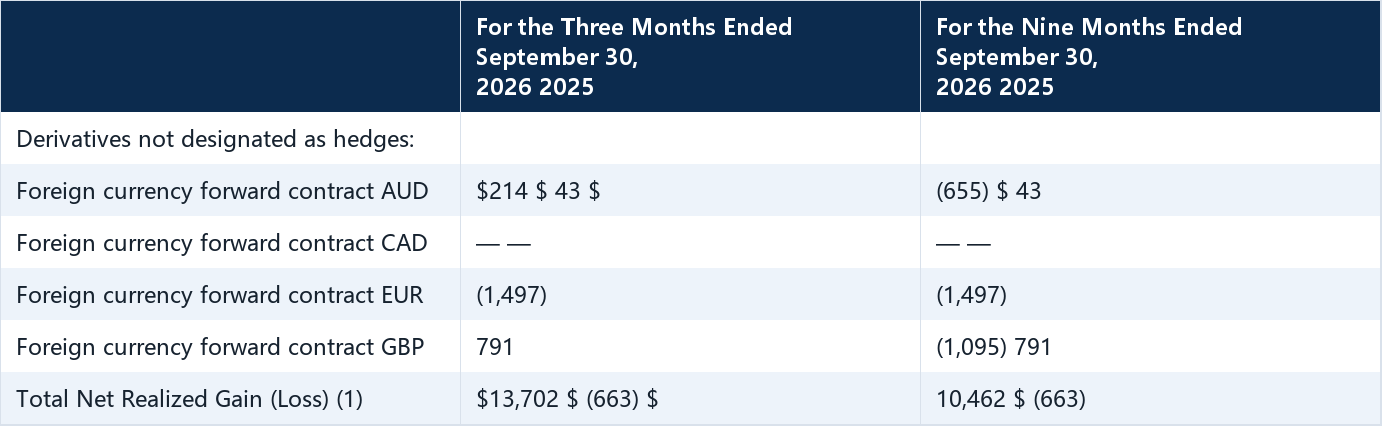 For the Three Months Ended
September 30,
2026 2025
For the Nine Months Ended
September 30,
2026 2025
Derivatives not designated as hedges:
Foreign currency forward contract AUD $214 $ 43 $ (655) $ 43
Foreign currency forward contract CAD — — — —
Foreign currency forward contract EUR (1,497) (1,497)
Foreign currency forward contract GBP 791 (1,095) 791
Total Net Realized Gain (Loss) (1) $13,702 $ (663) $ 10,462 $ (663)